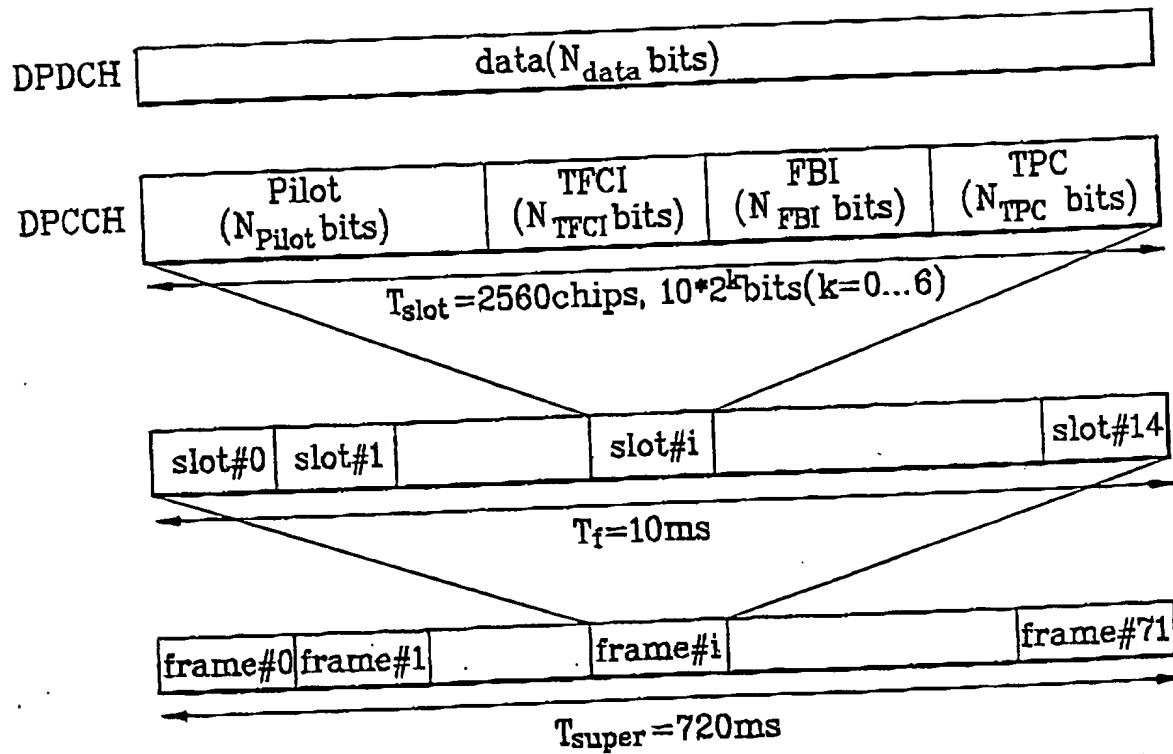 DPDCH data(N_data bits)
Pilot TFCI FBI TPC
DPCCH (N_Pilot bits) (N_TFCI bits) (N_FBI bits) (N_TPC bits)
T_slot=2560chips, 10*2^k bits(k=0...6)
slot#0 slot#1 slot#i slot#14
T_f=10ms
frame#0 frame#1 frame#i frame#71
T_super=720ms